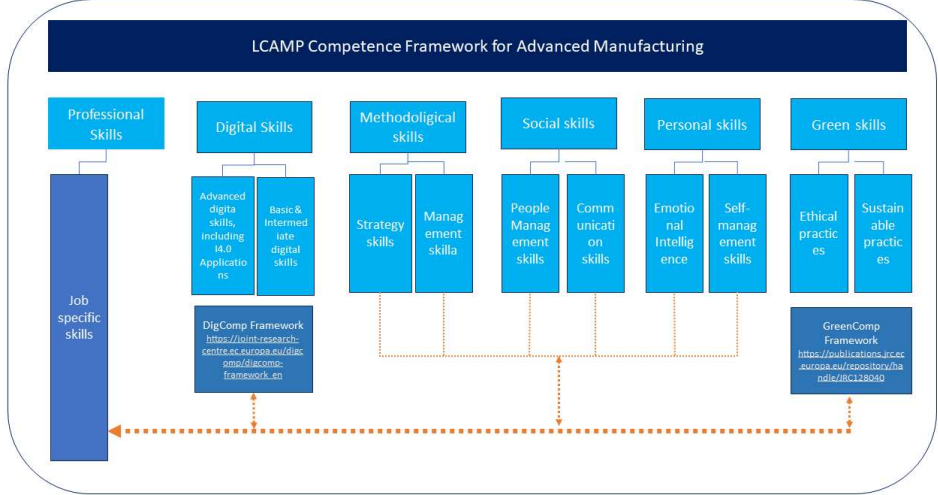 LCAMP Competence Framework for Advanced Manufacturing
Professional
Skills
Digital Skills
Methodoligical
skills
Social skills
Personal skills
Green skills
Job
specific
skills
Advanced
digita
skills,
including
I4.0
Applicatio
ns
Basic &
Intermed
iate
digital
skills
Strategy
skills
Manag
ement
skilla
People
Manag
ement
skills
Comm
unicati
on
skills
Emotio
nal
Intellig
ence
Self-
manag
ement
skills
Ethical
practic
es
Sustain
able
practic
es
DigComp Framework
https://joint-research-
centre.ec.europa.eu/digc
omp/digcomp-
framework_en
GreenComp
Framework
https://publications.jrc.ec
.europa.eu/repository/ha
ndle/JRC128040